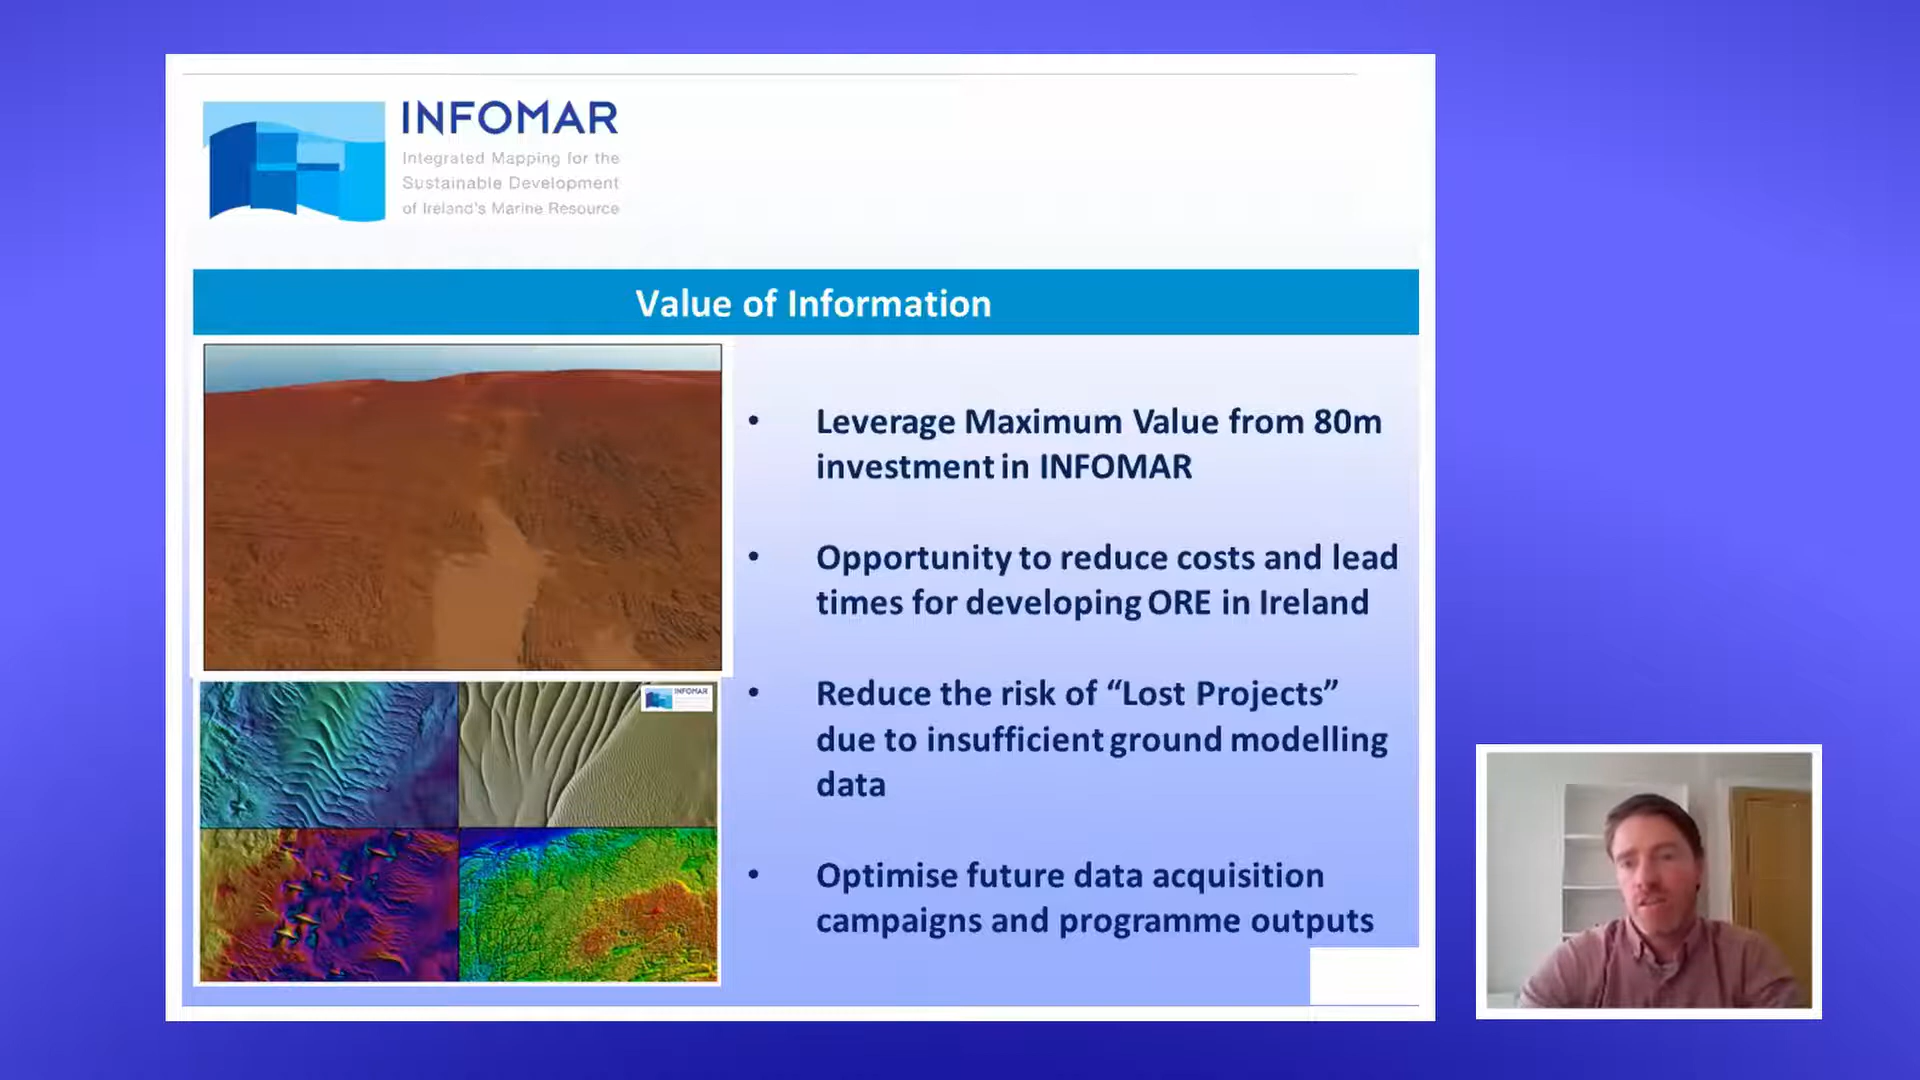 INFOMAR
Integrated Mapping for the
Sustainable Development
of Ireland's Marine Resource
Value of Information
• Leverage Maximum Value from 80m
investment in INFOMAR
• Opportunity to reduce costs and lead
times for developing ORE in Ireland
• Reduce the risk of “Lost Projects”
due to insufficient ground modelling
data
• Optimise future data acquisition
campaigns and programme outputs
INFOMAR